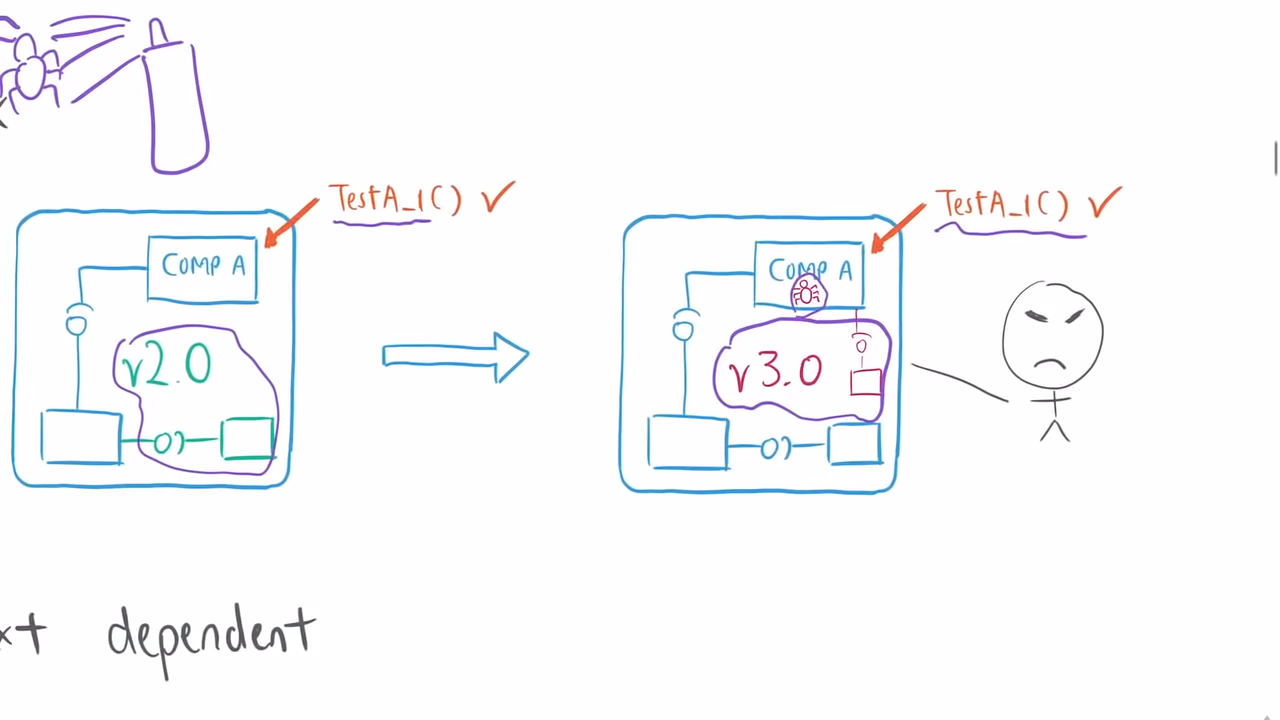 TestA_1() ✓
TestA_1() ✓
COMP A
COMP A
v2.0
v3.0
dependent